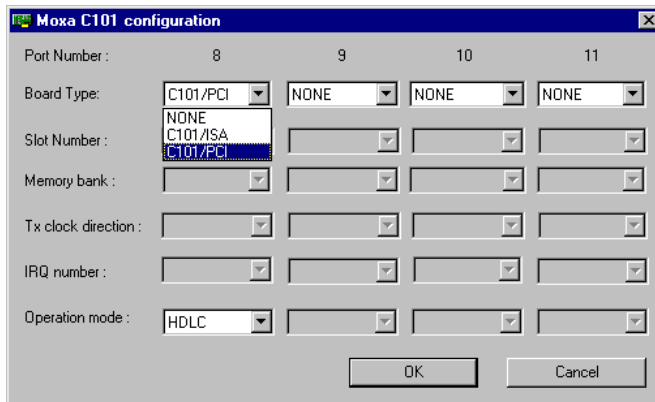 Moxa C101 configuration
Port Number : 8 9 10 11
Board Type: C101/PCI NONE NONE NONE
NONE
C101/ISA
C101/PCI
Slot Number :
Memory bank :
Tx clock direction :
IRQ number :
Operation mode : HDLC
OK Cancel